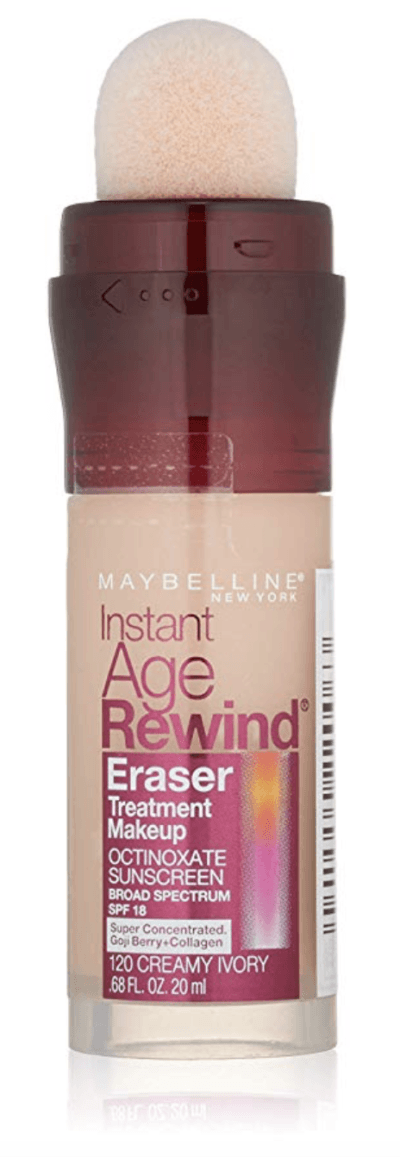 MAYBELLINE®
NEW YORK
Instant
Age
Rewind®
Eraser
Treatment
Makeup
OCTINOXATE
SUNSCREEN
BROAD SPECTRUM
SPF 18
Super Concentrated.
Goji Berry+Collagen
120 CREAMY IVORY
.68 FL. OZ. 20 ml